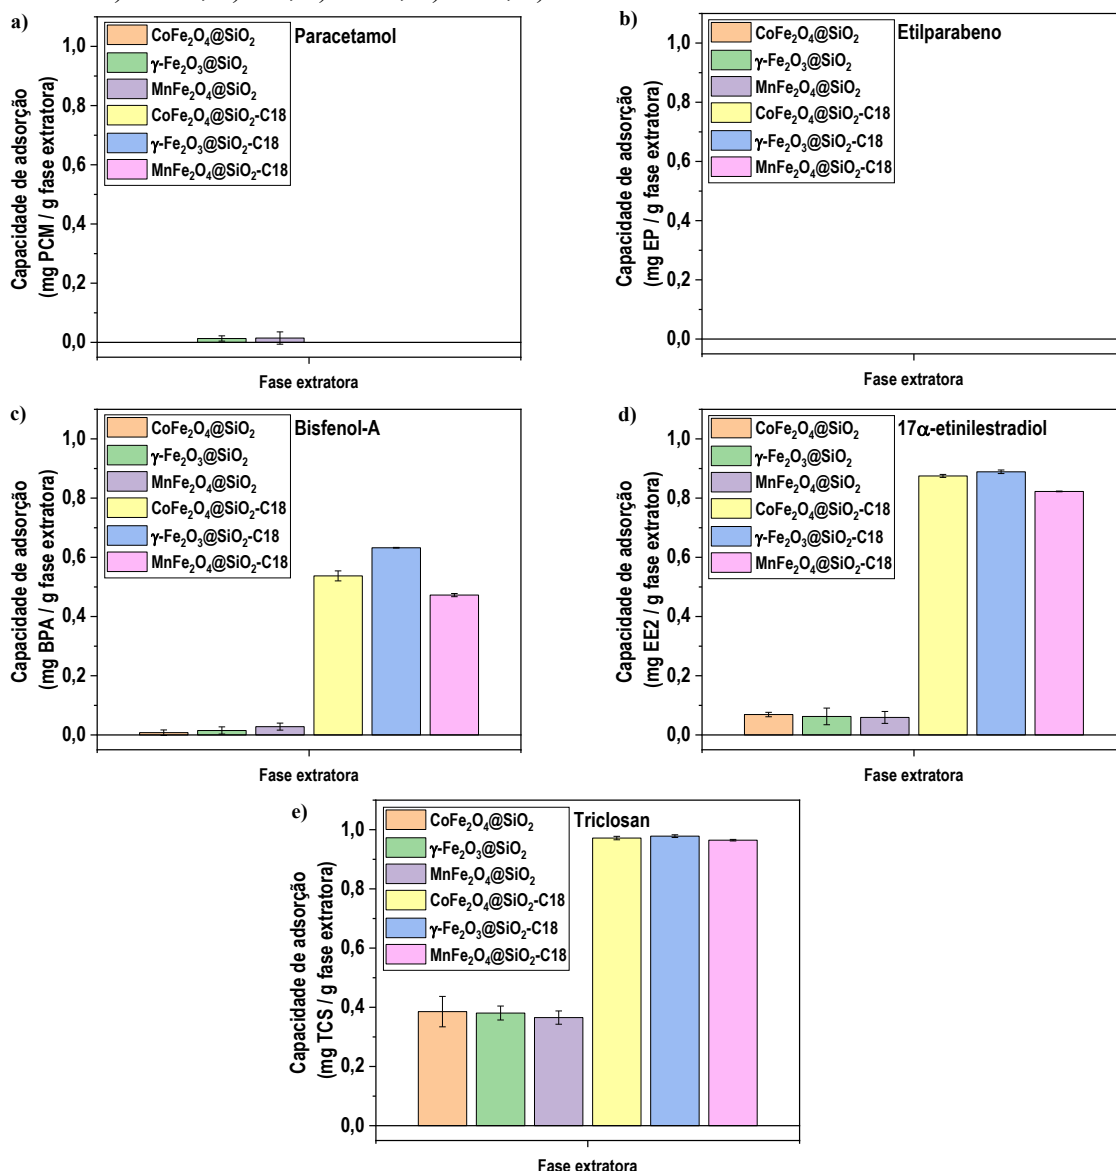 a)
Paracetamol
CoFe₂O₄@SiO₂
γ-Fe₂O₃@SiO₂
MnFe₂O₄@SiO₂
CoFe₂O₄@SiO₂-C18
γ-Fe₂O₃@SiO₂-C18
MnFe₂O₄@SiO₂-C18
Capacidade de adsorção
(mg PCM / g fase extratora)
1,0
0,8
0,6
0,4
0,2
0,0
Fase extratora
b)
Etilparabeno
CoFe₂O₄@SiO₂
γ-Fe₂O₃@SiO₂
MnFe₂O₄@SiO₂
CoFe₂O₄@SiO₂-C18
γ-Fe₂O₃@SiO₂-C18
MnFe₂O₄@SiO₂-C18
Capacidade de adsorção
(mg EP / g fase extratora)
1,0
0,8
0,6
0,4
0,2
0,0
Fase extratora
c)
Bisfenol-A
CoFe₂O₄@SiO₂
γ-Fe₂O₃@SiO₂
MnFe₂O₄@SiO₂
CoFe₂O₄@SiO₂-C18
γ-Fe₂O₃@SiO₂-C18
MnFe₂O₄@SiO₂-C18
Capacidade de adsorção
(mg BPA / g fase extratora)
1,0
0,8
0,6
0,4
0,2
0,0
Fase extratora
d)
17α-etinilestradiol
CoFe₂O₄@SiO₂
γ-Fe₂O₃@SiO₂
MnFe₂O₄@SiO₂
CoFe₂O₄@SiO₂-C18
γ-Fe₂O₃@SiO₂-C18
MnFe₂O₄@SiO₂-C18
Capacidade de adsorção
(mg EE2 / g fase extratora)
1,0
0,8
0,6
0,4
0,2
0,0
Fase extratora
e)
Triclosan
CoFe₂O₄@SiO₂
γ-Fe₂O₃@SiO₂
MnFe₂O₄@SiO₂
CoFe₂O₄@SiO₂-C18
γ-Fe₂O₃@SiO₂-C18
MnFe₂O₄@SiO₂-C18
Capacidade de adsorção
(mg TCS / g fase extratora)
1,0
0,8
0,6
0,4
0,2
0,0
Fase extratora